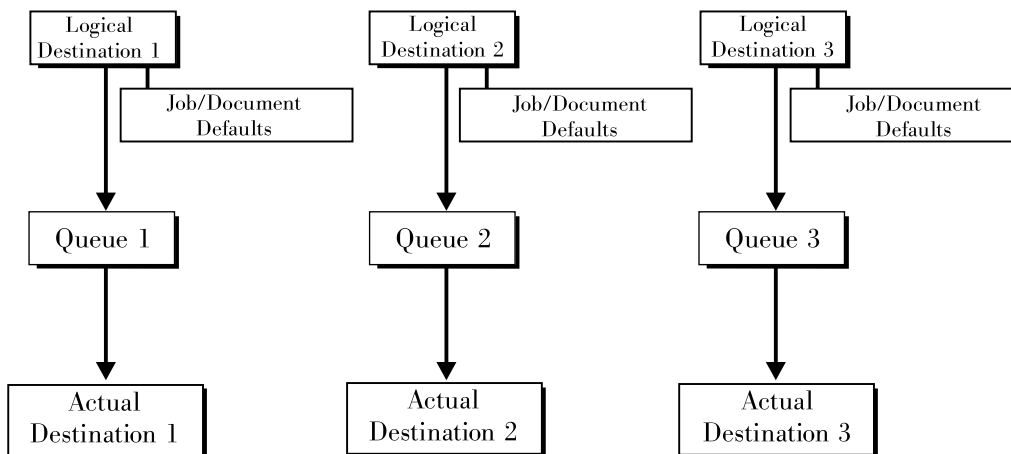 Logical
Destination 1
Job/Document
Defaults
Queue 1
Actual
Destination 1
Logical
Destination 2
Job/Document
Defaults
Queue 2
Actual
Destination 2
Logical
Destination 3
Job/Document
Defaults
Queue 3
Actual
Destination 3